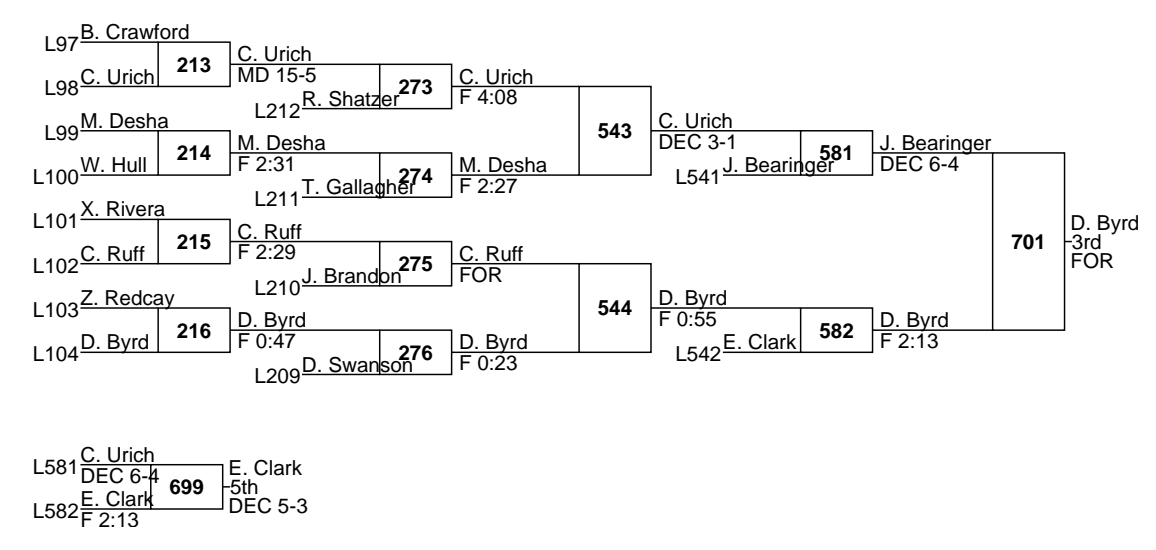 B. Crawford
L97
213
C. Urich
MD 15-5
C. Urich
L98
273
C. Urich
F 4:08
R. Shatzer
L212
M. Desha
L99
543
C. Urich
DEC 3-1
214
M. Desha
F 2:31
W. Hull
L100
274
M. Desha
F 2:27
T. Gallagher
L211
J. Bearinger
L541
581
J. Bearinger
DEC 6-4
X. Rivera
L101
215
C. Ruff
F 2:29
C. Ruff
L102
275
C. Ruff
FOR
J. Brandon
L210
701
D. Byrd
3rd
FOR
Z. Redcay
L103
544
D. Byrd
F 0:55
216
D. Byrd
F 0:47
D. Byrd
L104
276
D. Byrd
F 0:23
D. Swanson
L209
E. Clark
L542
582
D. Byrd
F 2:13
C. Urich
L581
DEC 6-4
699
E. Clark
5th
DEC 5-3
E. Clark
L582
F 2:13